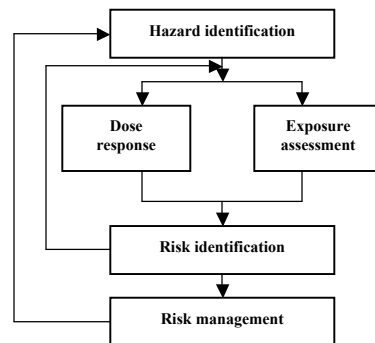 Hazard identification
Dose
response
Exposure
assessment
Risk identification
Risk management